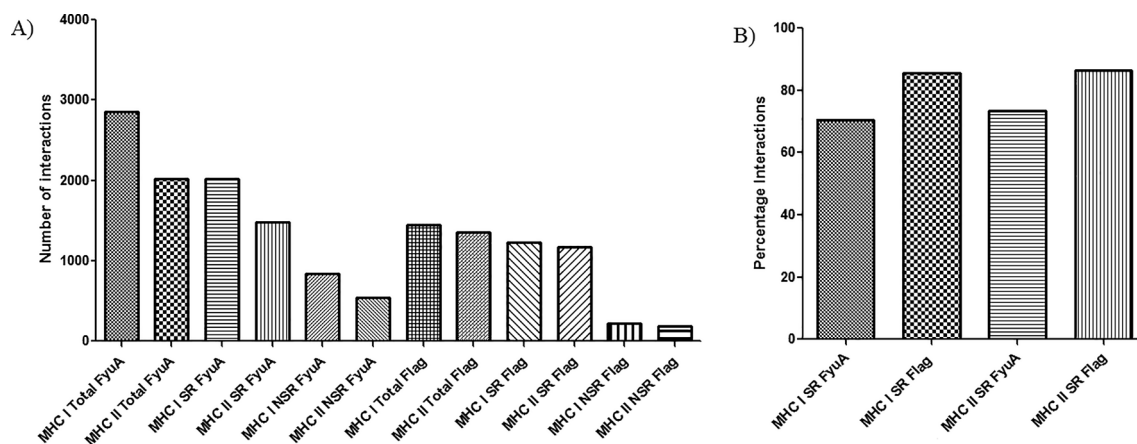 A)
Number of interactions
4000
3000
2000
1000
0
MHC I Total FyuA
MHC II Total FyuA
MHC I SR FyuA
MHC II SR FyuA
MHC I NSR FyuA
MHC II NSR FyuA
MHC I Total Flag
MHC II Total Flag
MHC I SR Flag
MHC II SR Flag
MHC I NSR Flag
MHC II NSR Flag
B)
Percentage Interactions
100
80
60
40
20
0
MHC I SR FyuA
MHC I SR Flag
MHC II SR FyuA
MHC II SR Flag